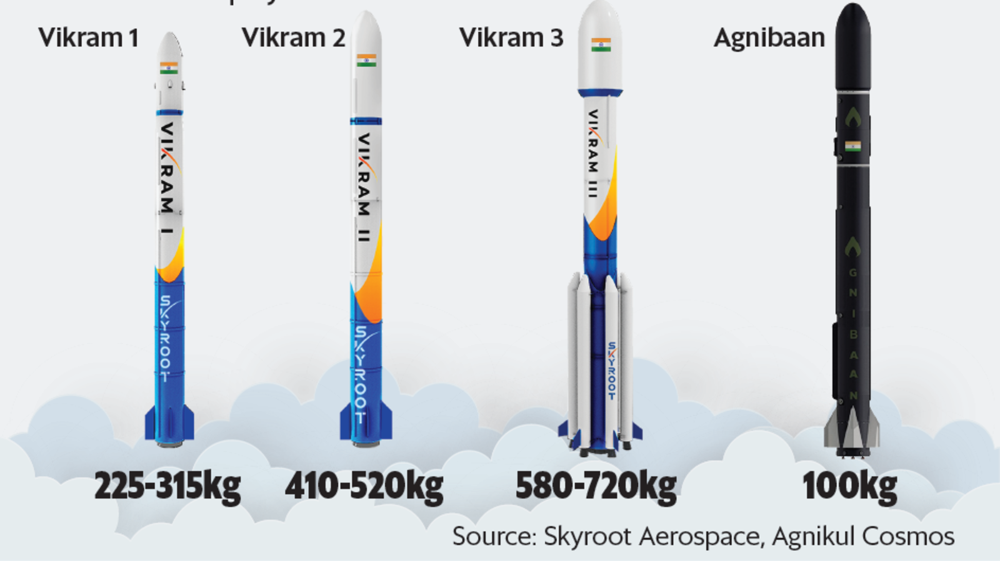 Vikram 1
Vikram 2
Vikram 3
Agnibaan
VIKRAM I
SKYROOT
VIKRAM II
SKYROOT
VIKRAM III
SKYROOT
AGNIBAAN
225-315kg
410-520kg
580-720kg
100kg
Source: Skyroot Aerospace, Agnikul Cosmos